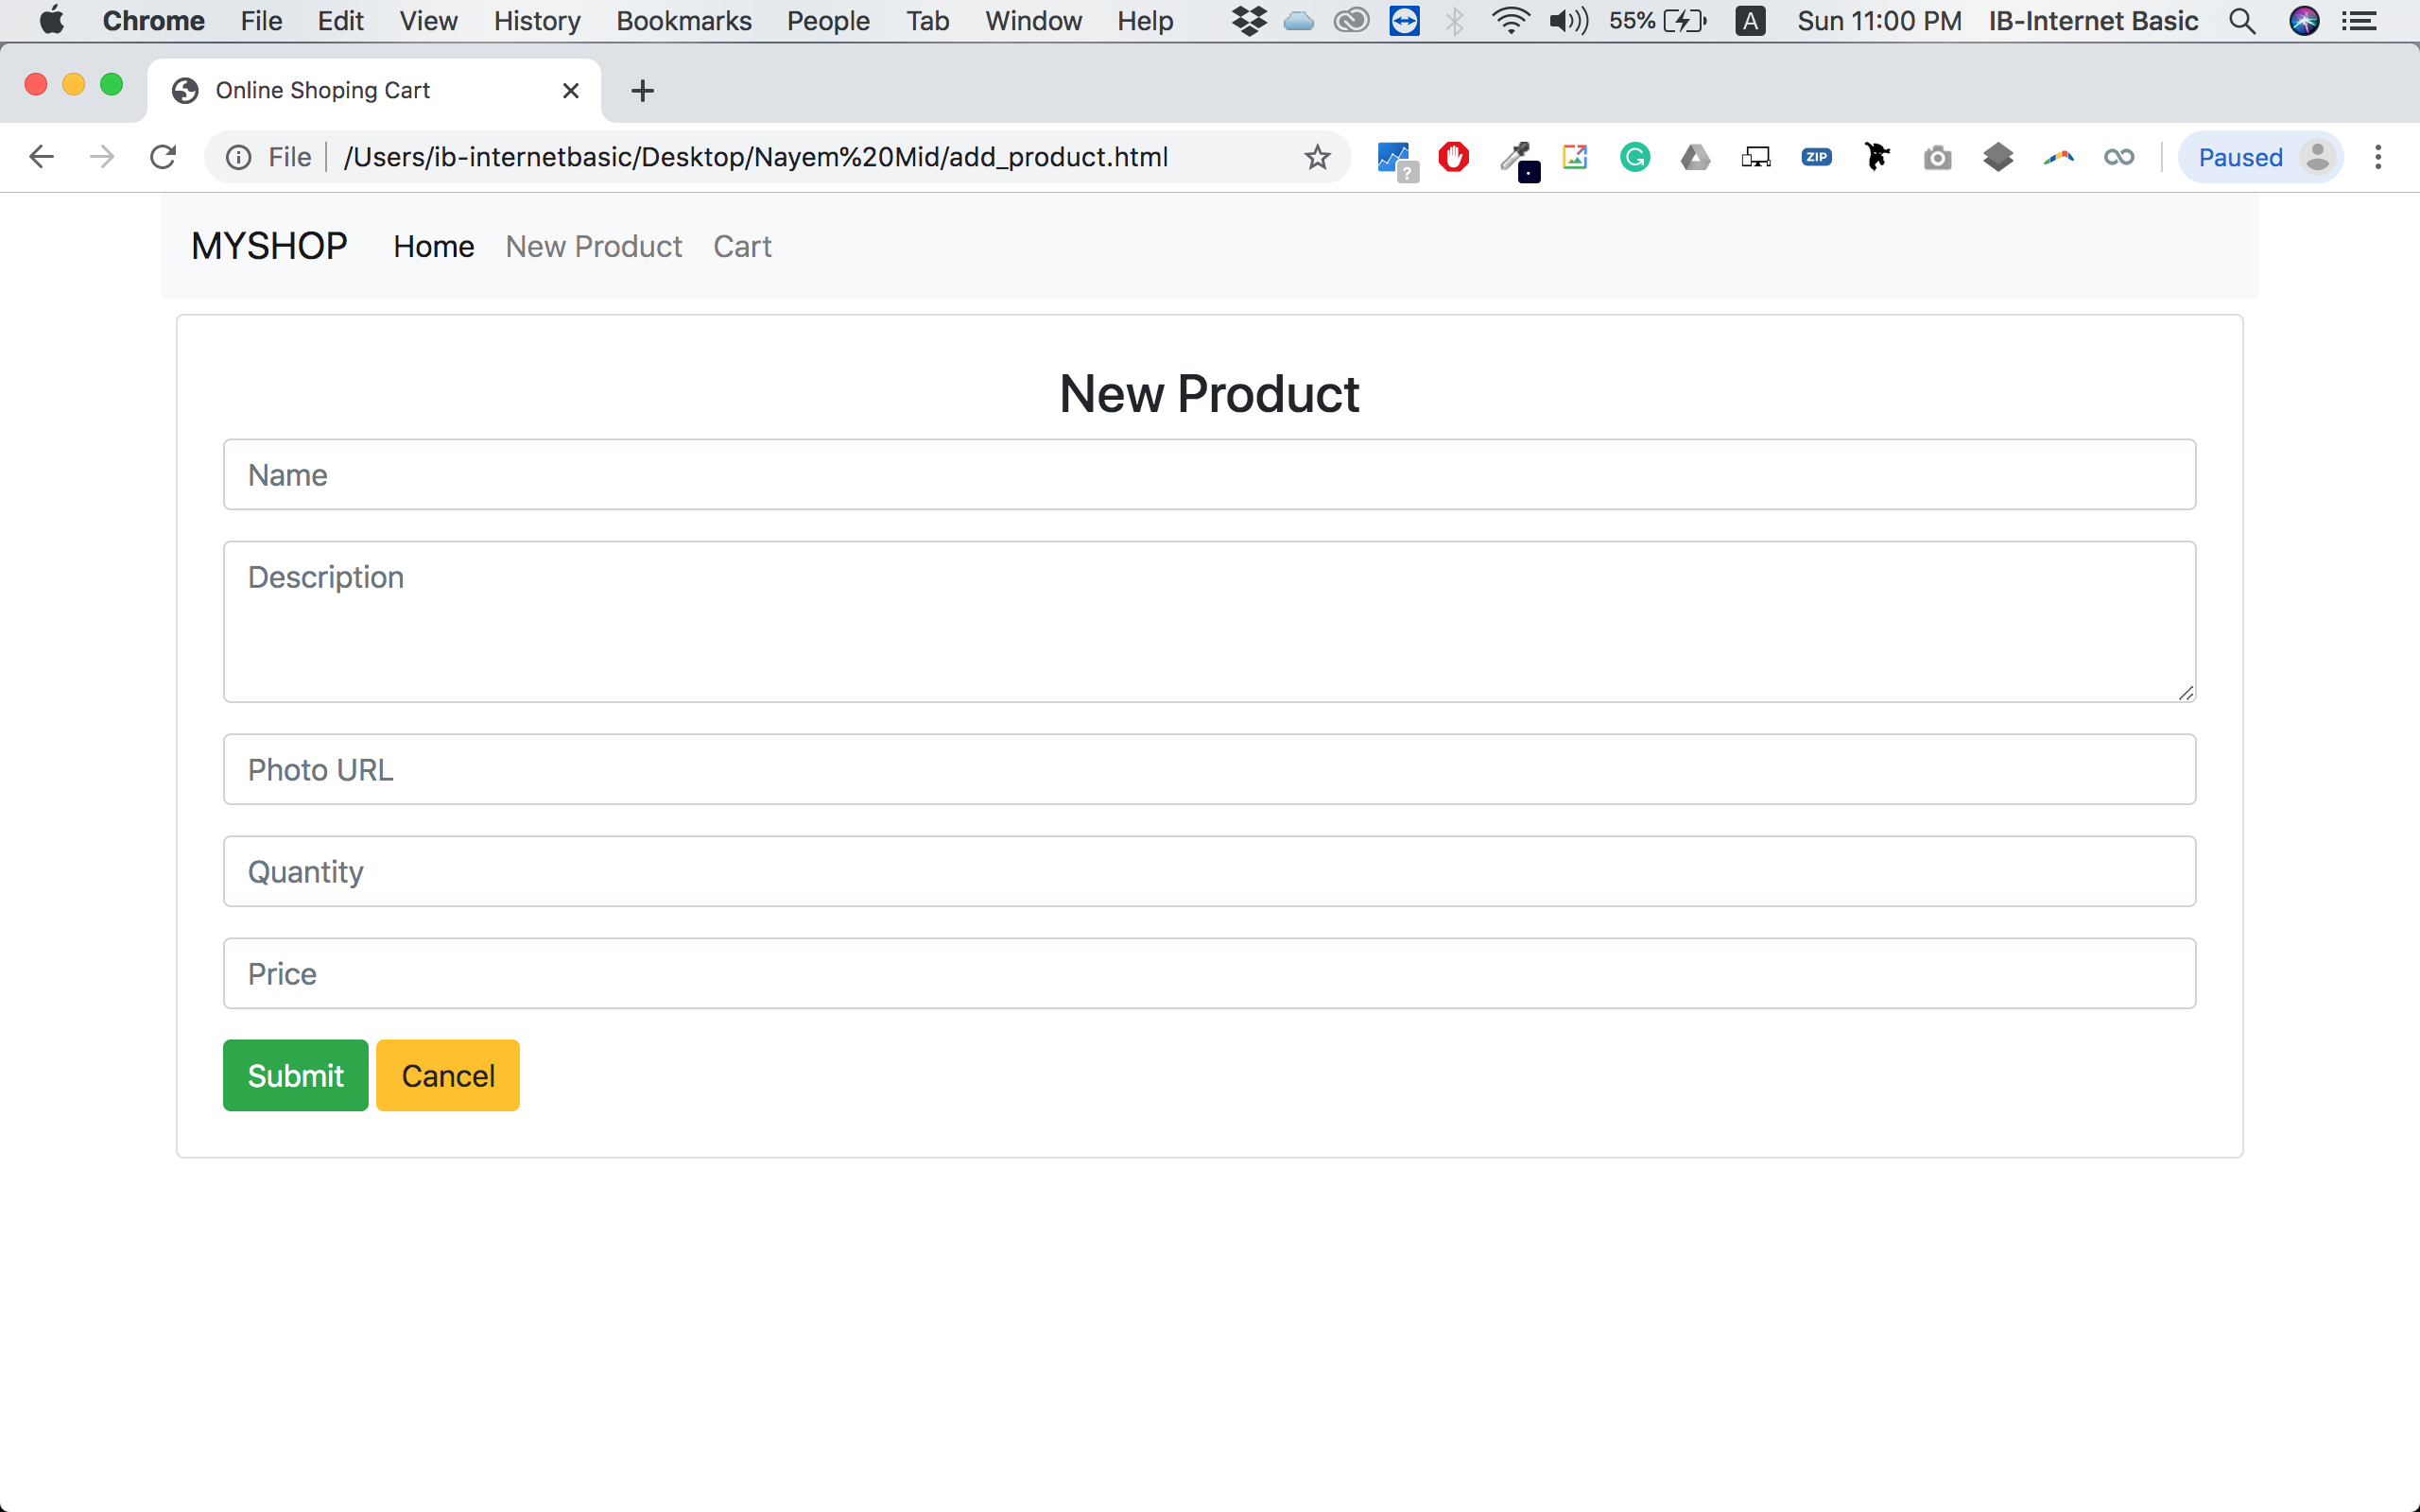 Chrome File Edit View History Bookmarks People Tab Window Help 55% A Sun 11:00 PM IB-Internet Basic
Online Shoping Cart
File /Users/ib-internetbasic/Desktop/Nayem%20Mid/add_product.html ? G ZIP Paused
MYSHOP Home New Product Cart
New Product
Name
Description
Photo URL
Quantity
Price
Submit Cancel